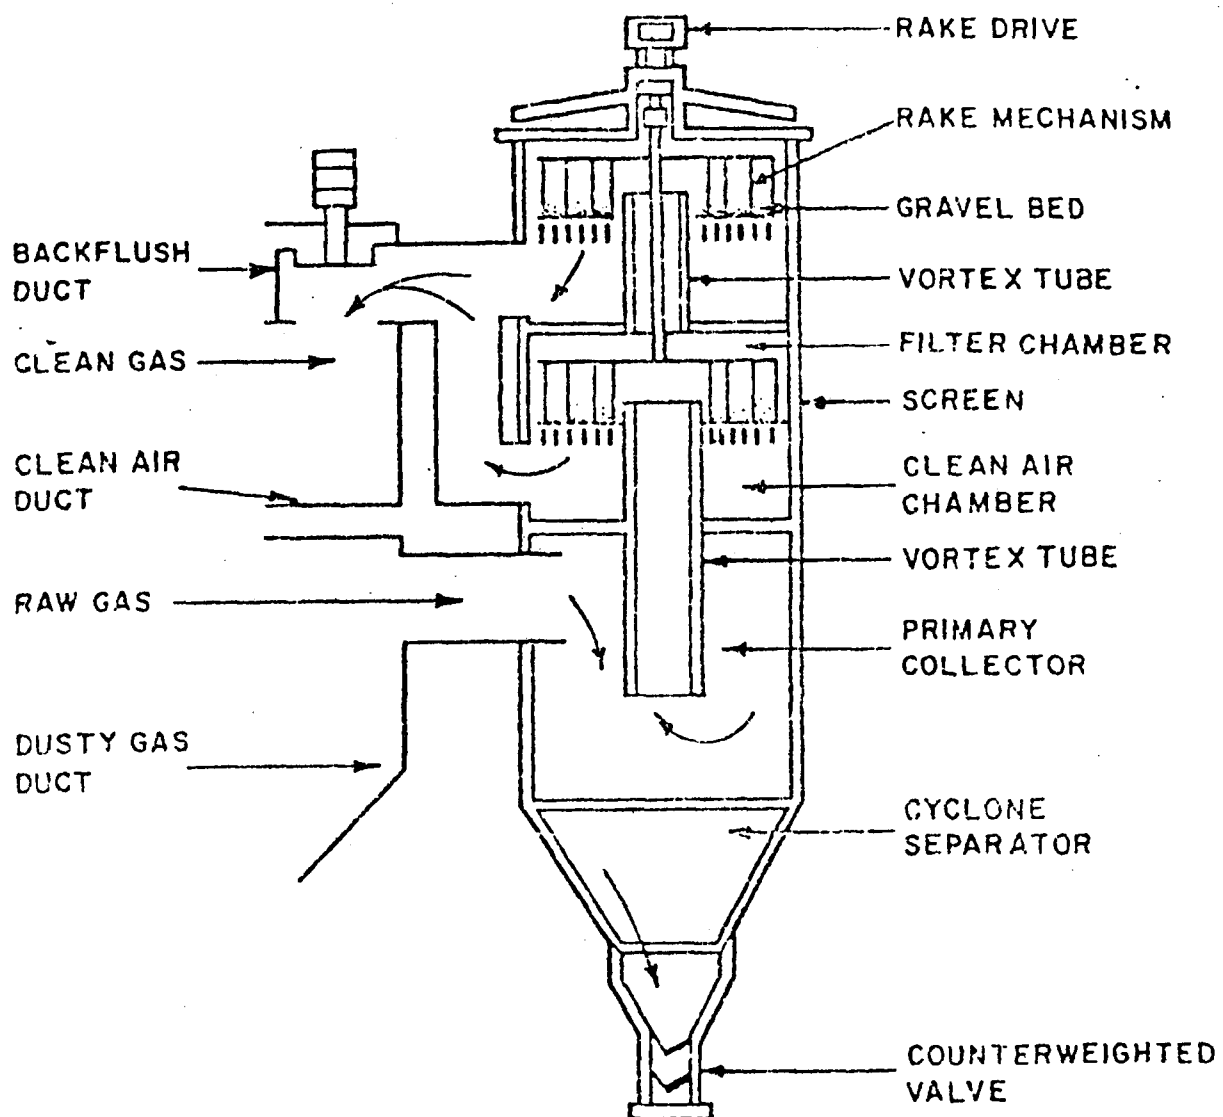 RAKE DRIVE
RAKE MECHANISM
GRAVEL BED
VORTEX TUBE
FILTER CHAMBER
SCREEN
CLEAN AIR
CHAMBER
VORTEX TUBE
PRIMARY
COLLECTOR
CYCLONE
SEPARATOR
COUNTERWEIGHTED
VALVE
BACKFLUSH
DUCT
CLEAN GAS
CLEAN AIR
DUCT
RAW GAS
DUSTY GAS
DUCT